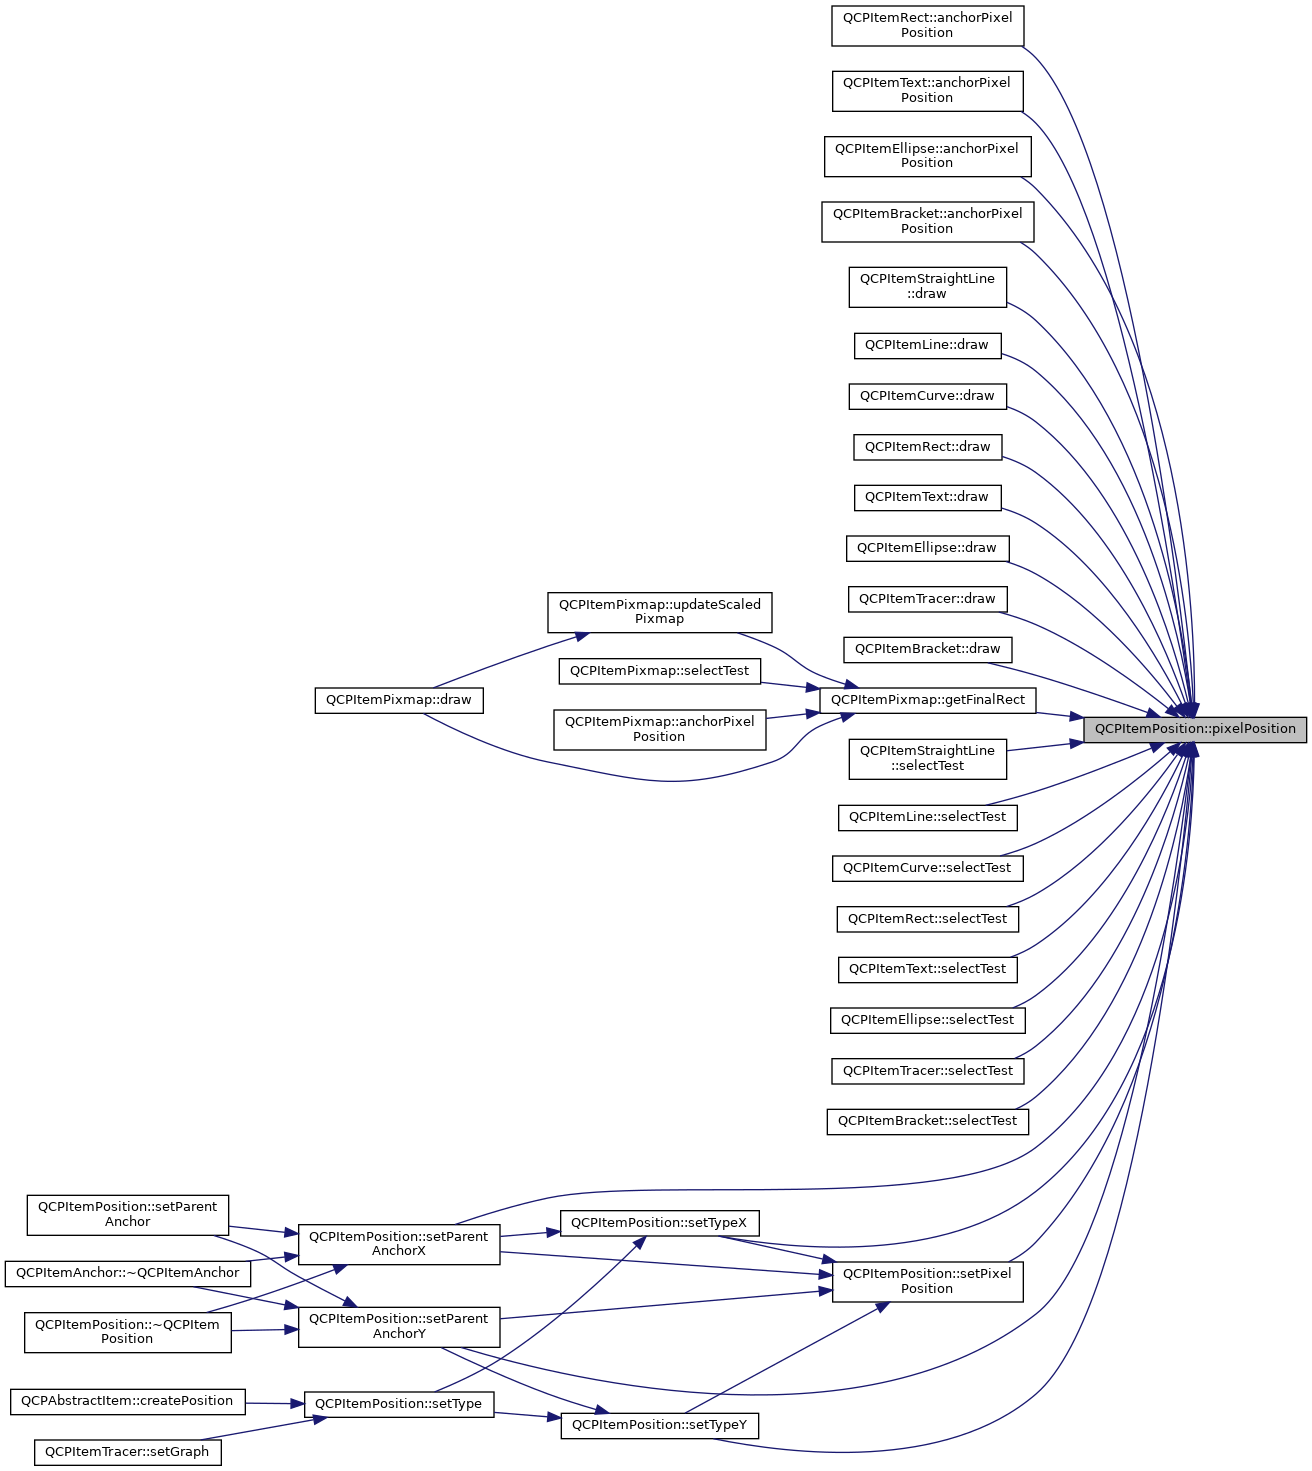 QCPItemRect::anchorPixel
Position
QCPItemText::anchorPixel
Position
QCPItemEllipse::anchorPixel
Position
QCPItemBracket::anchorPixel
Position
QCPItemStraightLine
::draw
QCPItemLine::draw
QCPItemCurve::draw
QCPItemRect::draw
QCPItemText::draw
QCPItemEllipse::draw
QCPItemTracer::draw
QCPItemBracket::draw
QCPItemPixmap::updateScaled
Pixmap
QCPItemPixmap::selectTest
QCPItemPixmap::draw
QCPItemPixmap::getFinalRect
QCPItemPixmap::anchorPixel
Position
QCPItemPosition::pixelPosition
QCPItemStraightLine
::selectTest
QCPItemLine::selectTest
QCPItemCurve::selectTest
QCPItemRect::selectTest
QCPItemText::selectTest
QCPItemEllipse::selectTest
QCPItemTracer::selectTest
QCPItemBracket::selectTest
QCPItemPosition::setParent
Anchor
QCPItemPosition::setTypeX
QCPItemPosition::setParent
AnchorX
QCPItemAnchor::~QCPItemAnchor
QCPItemPosition::setPixel
Position
QCPItemPosition::~QCPItem
Position
QCPItemPosition::setParent
AnchorY
QCPAbstractItem::createPosition
QCPItemPosition::setType
QCPItemPosition::setTypeY
QCPItemTracer::setGraph